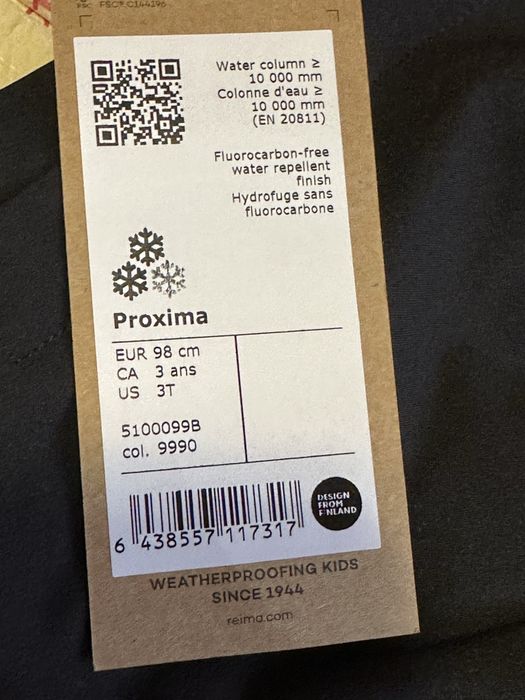 FSC® C144196
Water column ≥
10 000 mm
Colonne d'eau ≥
10 000 mm
(EN 20811)
Fluorocarbon-free
water repellent
finish
Hydrofuge sans
fluorocarbone
Proxima
EUR 98 cm
CA 3 ans
US 3T
5100099B
col. 9990
DESIGN
FROM
FINLAND
6 438557 117317
WEATHERPROOFING KIDS
SINCE 1944
reima.com